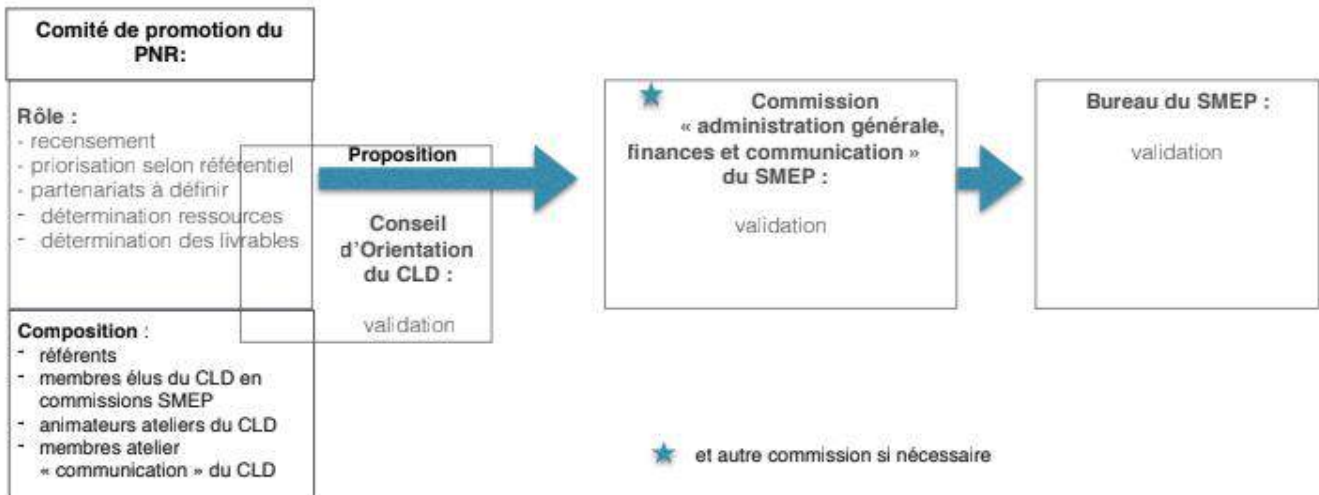 Comité de promotion du
PNR:
Rôle :
- recensement
- priorisation selon référentiel
- partenariats à définir
- détermination ressources
- détermination des livrables
Composition :
- référents
- membres élus du CLD en
commissions SMEP
- animateurs ateliers du CLD
- membres atelier
« communication » du CLD
Proposition
Conseil
d'Orientation
du CLD :
validation
Commission
« administration générale,
finances et communication »
du SMEP :
validation
Bureau du SMEP :
validation
et autre commission si nécessaire